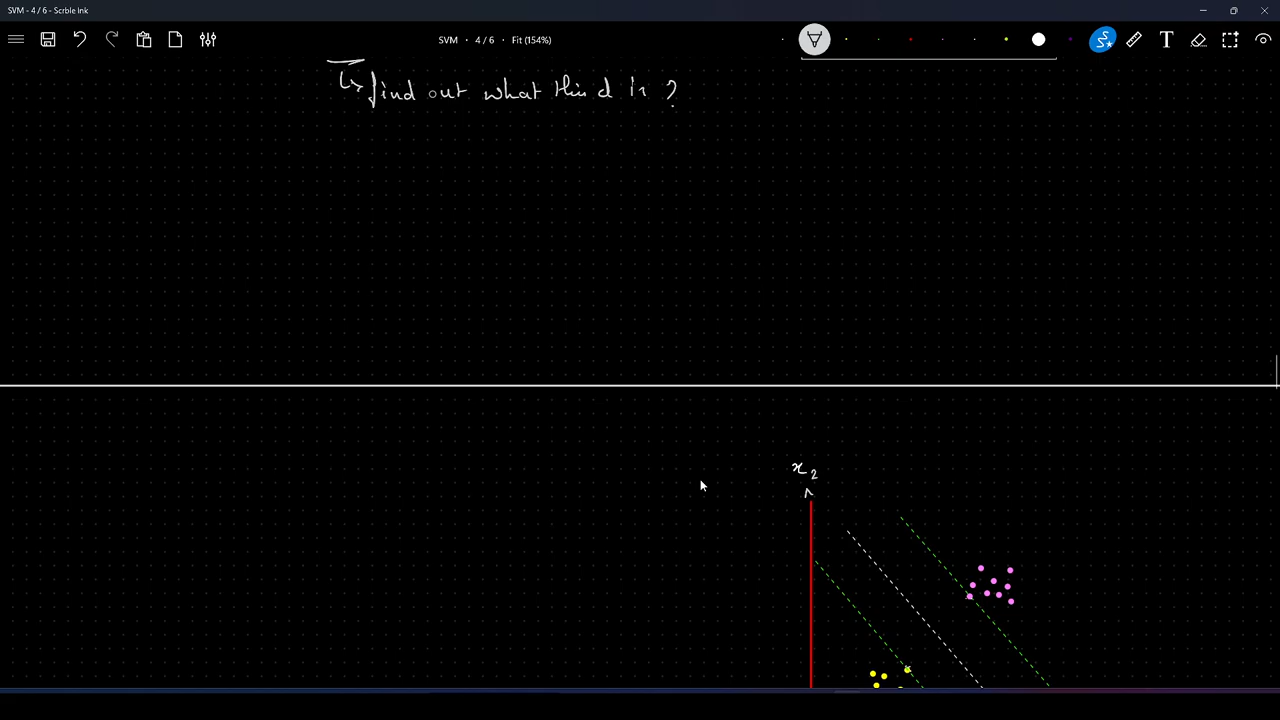 SVM - 4 / 6 - Scrble Ink
SVM • 4 / 6 • Fit (154%)
find out what this d is ?
x2